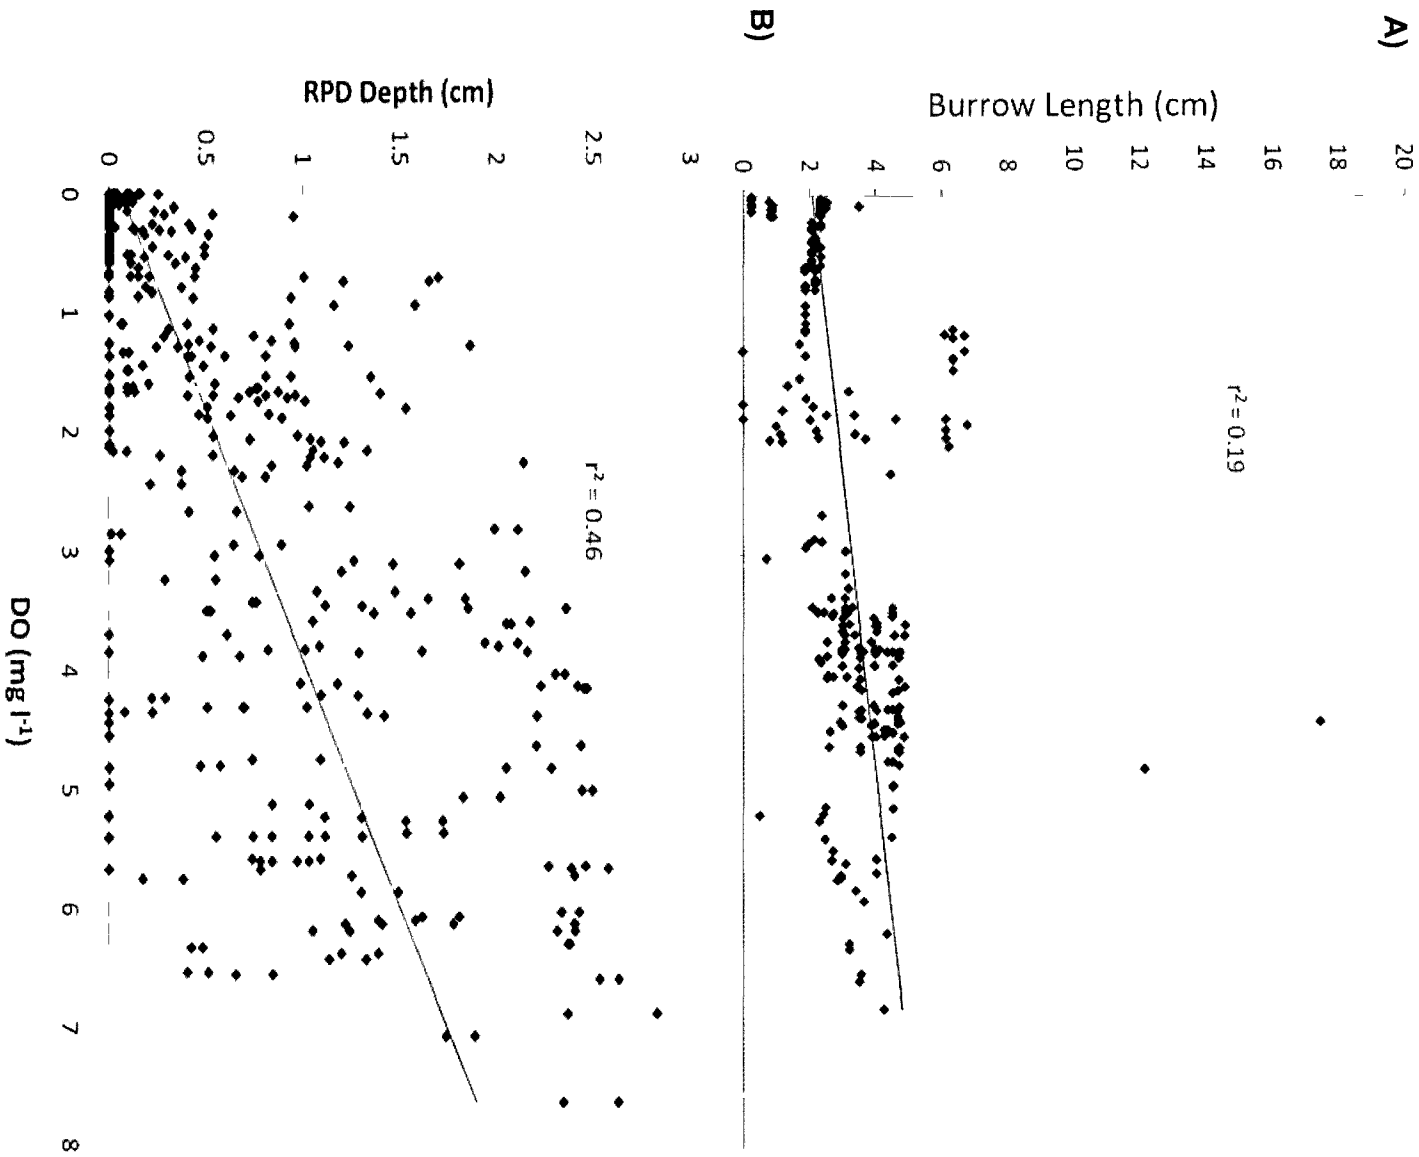 A)
Burrow Length (cm)
20
18
16
14
12
10
8
6
4
2
0
r² = 0.19
B)
RPD Depth (cm)
3
2.5
2
1.5
1
0.5
0
r² = 0.46
0 1 2 3 4 5 6 7 8
DO (mg l⁻¹)